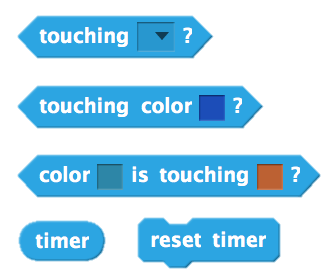 touching ?
touching color ?
color is touching ?
timer reset timer